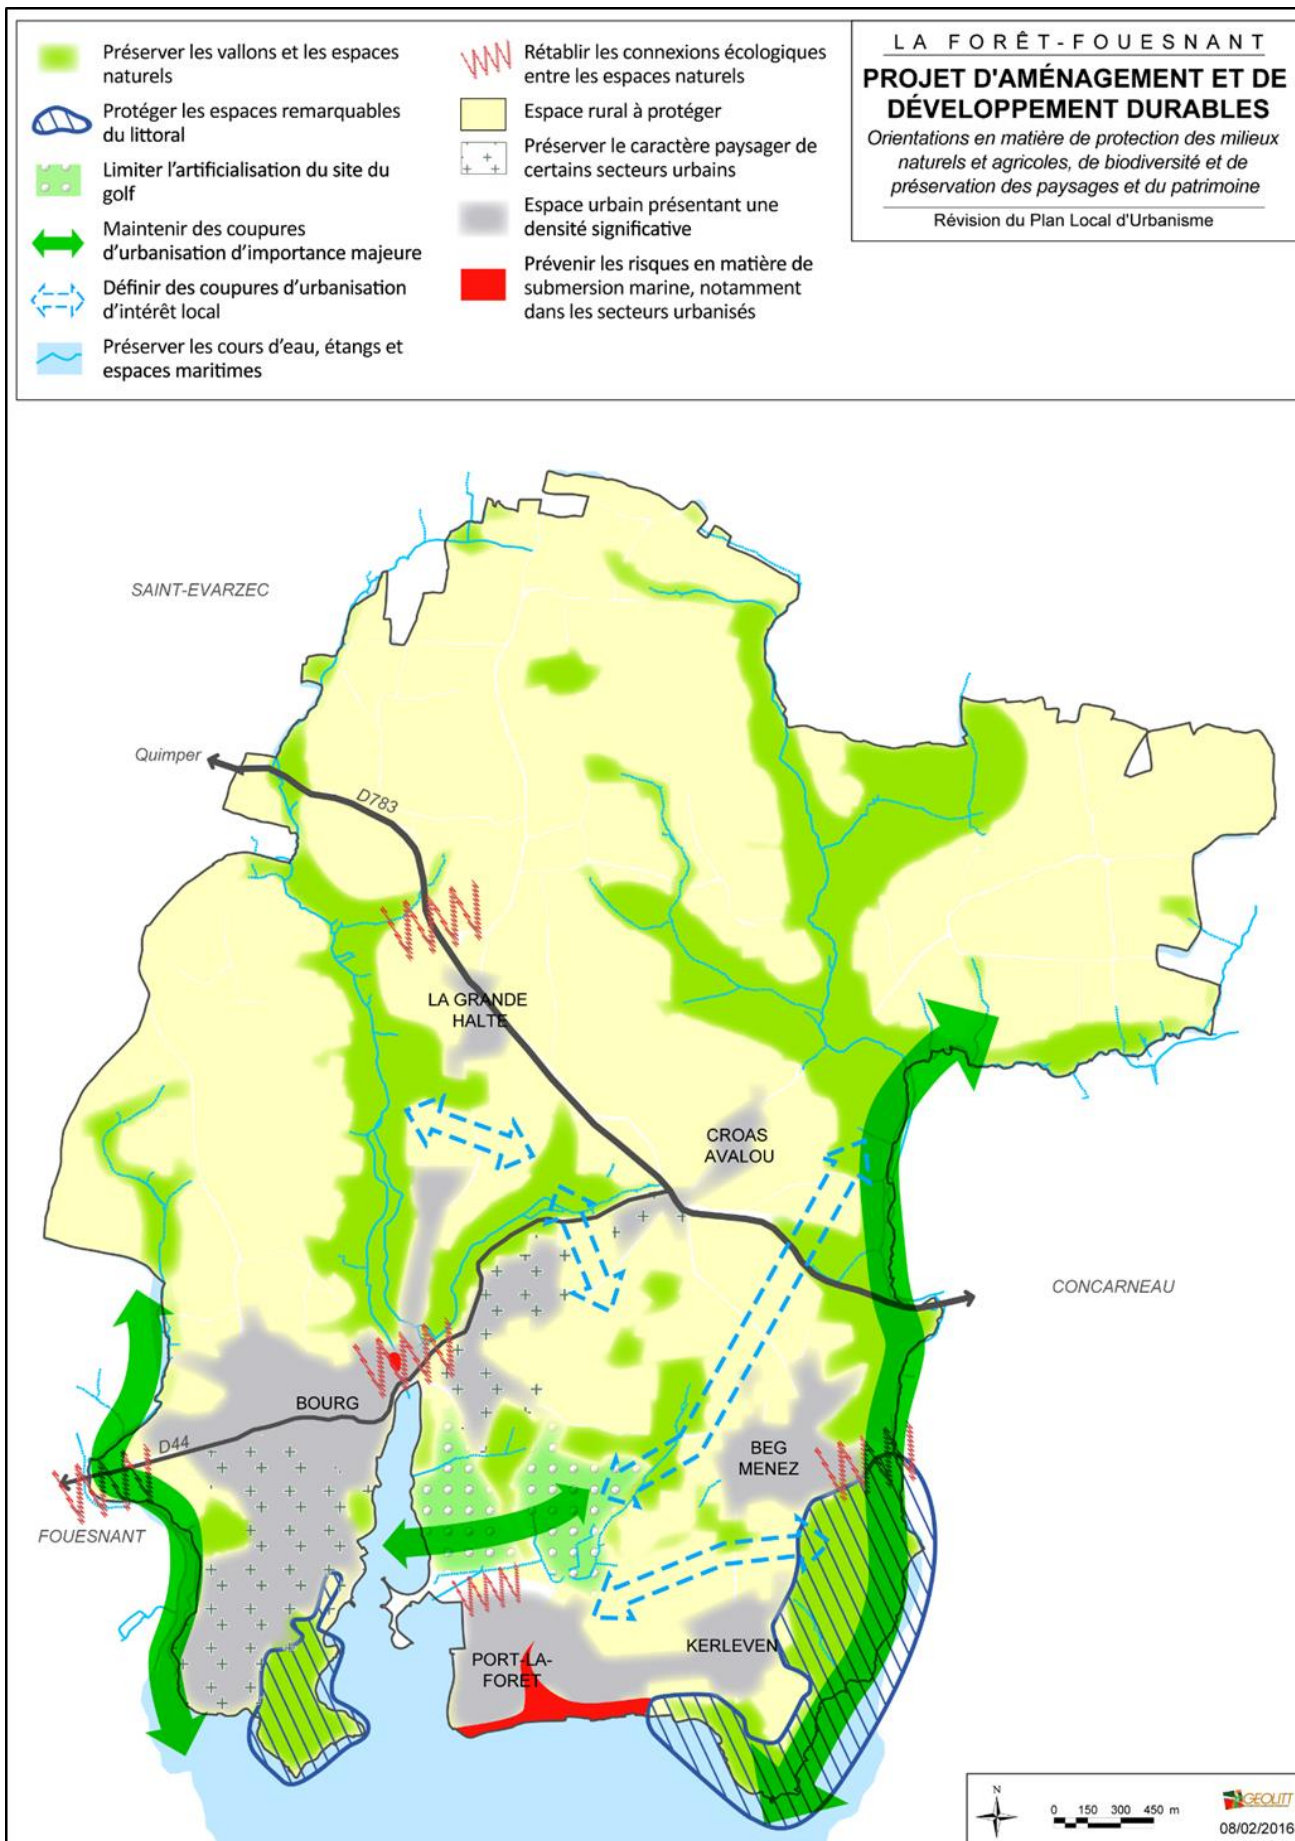 Préserver les vallons et les espaces
naturels
Protéger les espaces remarquables
du littoral
Limiter l'artificialisation du site du
golf
Maintenir des coupures
d'urbanisation d'importance majeure
Définir des coupures d'urbanisation
d'intérêt local
Préserver les cours d'eau, étangs et
espaces maritimes
Rétablir les connexions écologiques
entre les espaces naturels
Espace rural à protéger
Préserver le caractère paysager de
certains secteurs urbains
Espace urbain présentant une
densité significative
Prévenir les risques en matière de
submersion marine, notamment
dans les secteurs urbanisés
LA FORÊT-FOUESNANT
PROJET D'AMÉNAGEMENT ET DE
DÉVELOPPEMENT DURABLES
Orientations en matière de protection des milieux
naturels et agricoles, de biodiversité et de
préservation des paysages et du patrimoine
Révision du Plan Local d'Urbanisme
SAINT-EVARZEC
Quimper
D783
LA GRANDE
HALTE
CROAS
AVALOU
CONCARNEAU
BOURG
D44
BEG
MENEZ
FOUESNANT
KERLEVEN
PORT-LA-
FORET
N
0 150 300 450 m
GEOLITT
08/02/2016